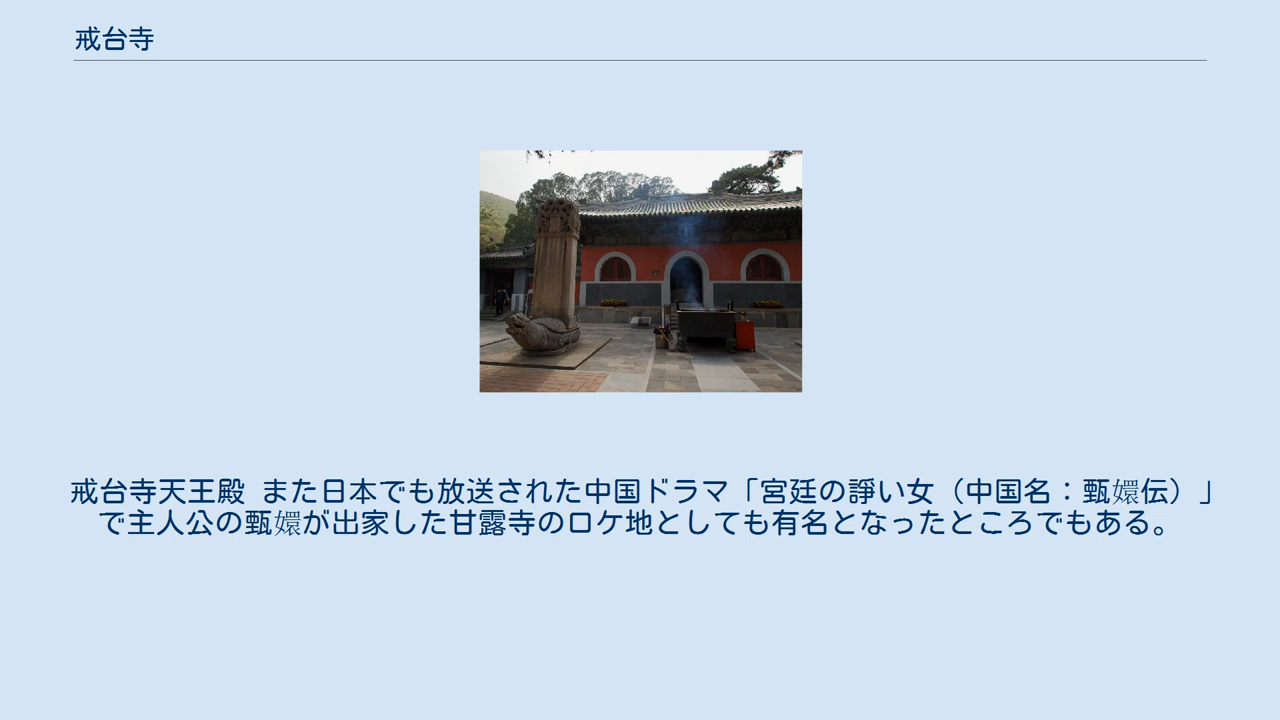 戒台寺
戒台寺天王殿 また日本でも放送された中国ドラマ「宮廷の諍い女（中国名：甄嬛伝）」
で主人公の甄嬛が出家した甘露寺のロケ地としても有名となったところでもある。